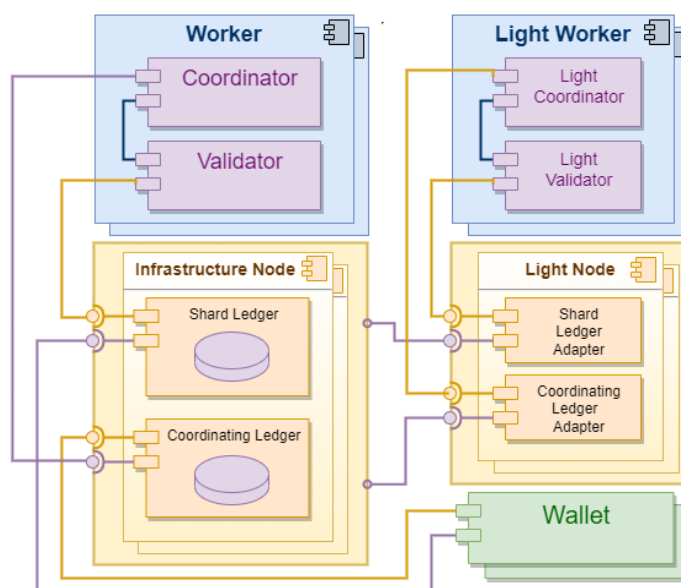 Worker
Coordinator
Validator
Light Worker
Light
Coordinator
Light
Validator
Infrastructure Node
Shard Ledger
Coordinating Ledger
Light Node
Shard
Ledger
Adapter
Coordinating
Ledger
Adapter
Wallet